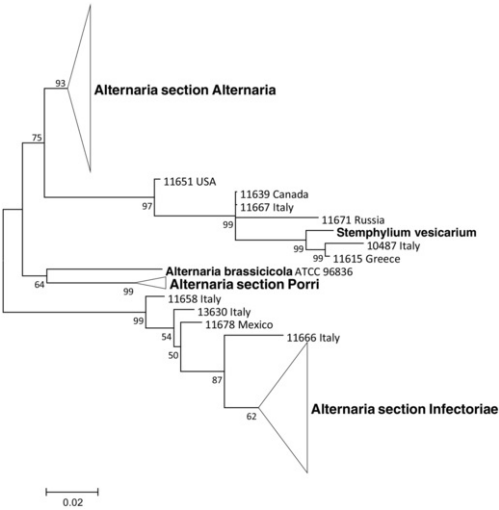 93
Alternaria section Alternaria
75
11651 USA
97
11639 Canada
11667 Italy
99
11671 Russia
Stemphylium vesicarium
99
10487 Italy
99
11615 Greece
Alternaria brassicicola ATCC 96836
64
99
Alternaria section Porri
11658 Italy
99
13630 Italy
54
11678 Mexico
50
11666 Italy
87
62
Alternaria section Infectoriae
0.02